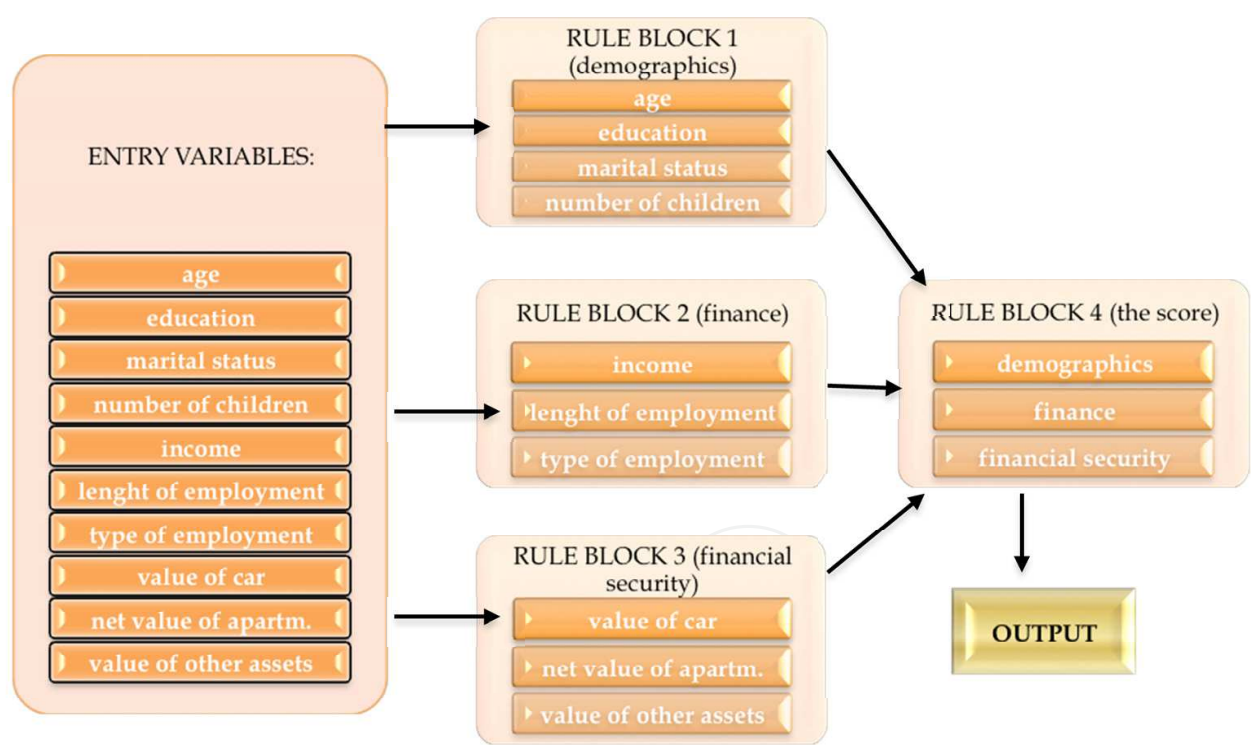 ENTRY VARIABLES:
age
education
marital status
number of children
income
lenght of employment
type of employment
value of car
net value of apartm.
value of other assets
RULE BLOCK 1
(demographics)
age
education
marital status
number of children
RULE BLOCK 2 (finance)
income
lenght of employment
type of employment
RULE BLOCK 3 (financial
security)
value of car
net value of apartm.
value of other assets
RULE BLOCK 4 (the score)
demographics
finance
financial security
OUTPUT